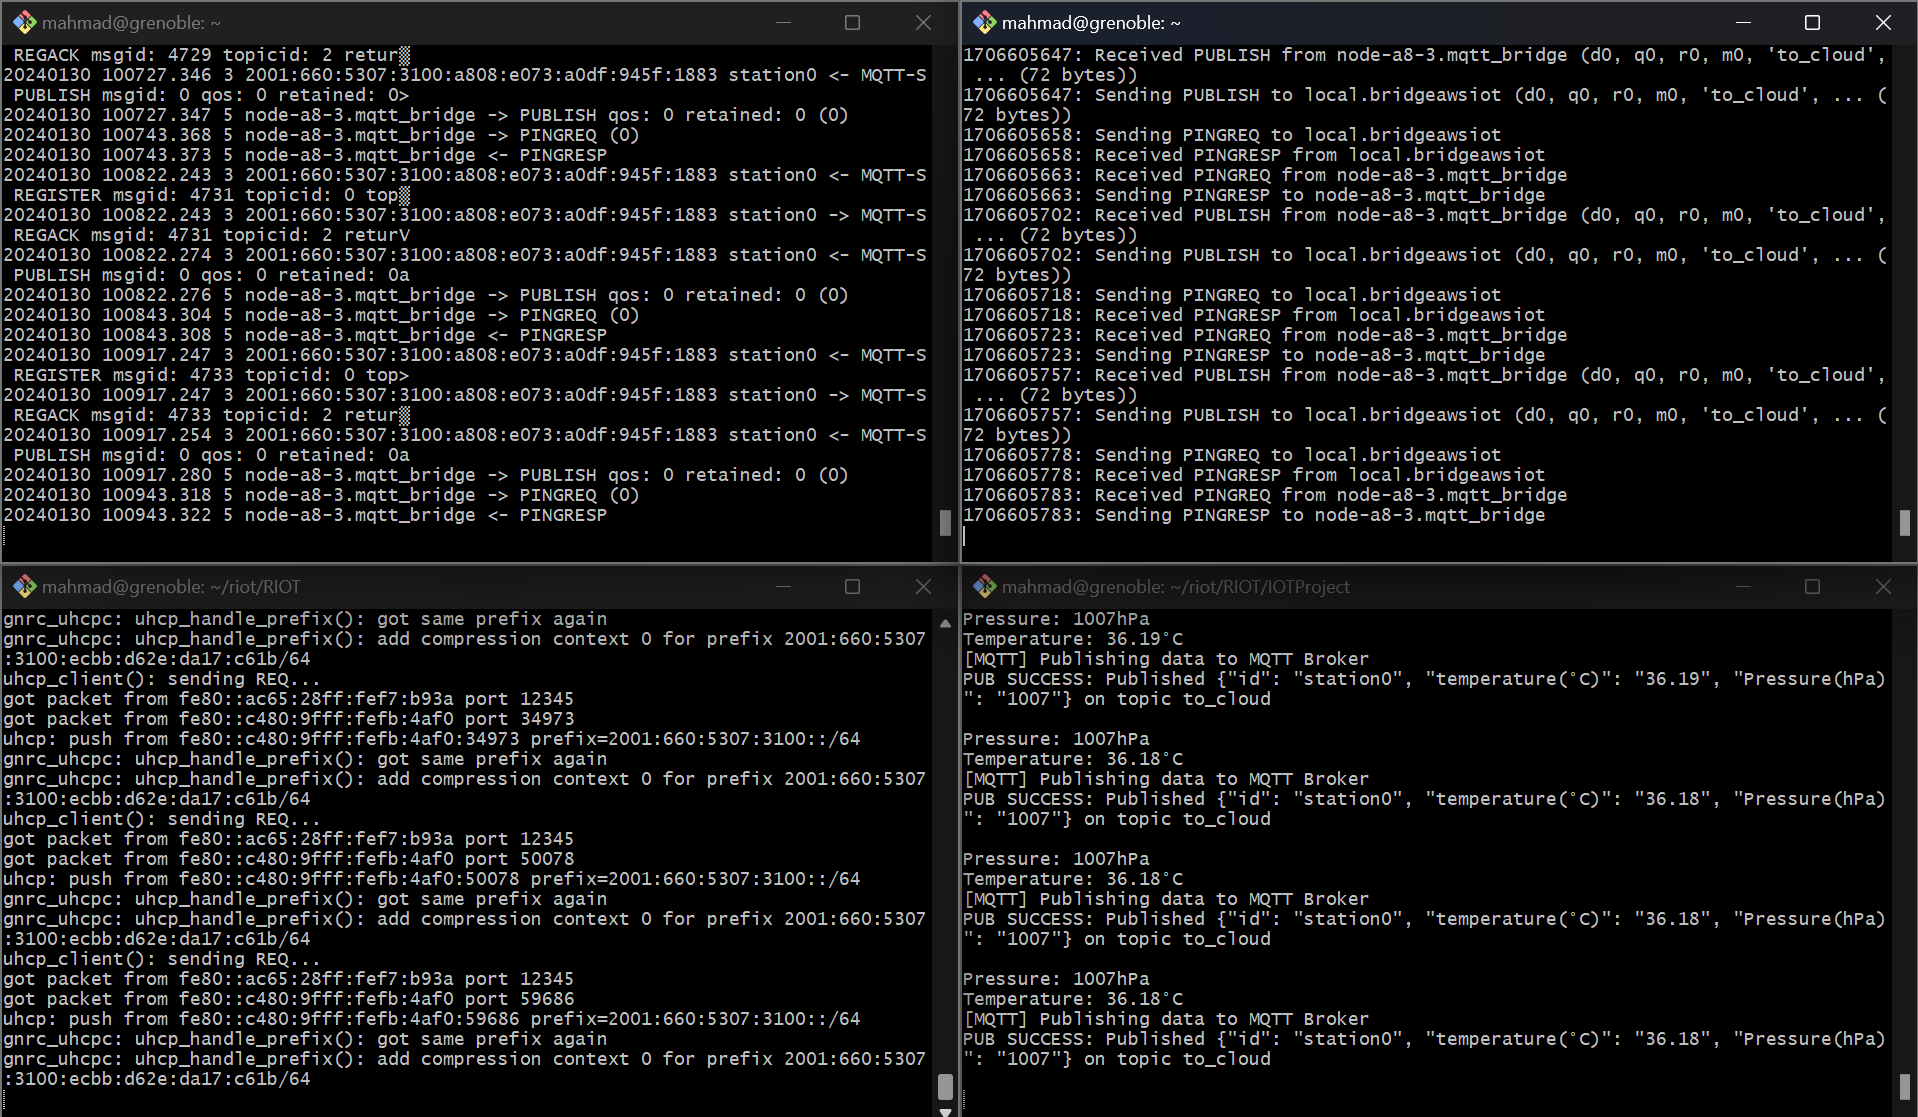 mahmad@grenoble: ~
 REGACK msgid: 4729 topicid: 2 retur▒
20240130 100727.346 3 2001:660:5307:3100:a808:e073:a0df:945f:1883 station0 <- MQTT-S
 PUBLISH msgid: 0 qos: 0 retained: 0>
20240130 100727.347 5 node-a8-3.mqtt_bridge -> PUBLISH qos: 0 retained: 0 (0)
20240130 100743.368 5 node-a8-3.mqtt_bridge -> PINGREQ (0)
20240130 100743.373 5 node-a8-3.mqtt_bridge <- PINGRESP
20240130 100822.243 3 2001:660:5307:3100:a808:e073:a0df:945f:1883 station0 <- MQTT-S
 REGISTER msgid: 4731 topicid: 0 top▒
20240130 100822.243 3 2001:660:5307:3100:a808:e073:a0df:945f:1883 station0 -> MQTT-S
 REGACK msgid: 4731 topicid: 2 returV
20240130 100822.274 3 2001:660:5307:3100:a808:e073:a0df:945f:1883 station0 <- MQTT-S
 PUBLISH msgid: 0 qos: 0 retained: 0a
20240130 100822.276 5 node-a8-3.mqtt_bridge -> PUBLISH qos: 0 retained: 0 (0)
20240130 100843.304 5 node-a8-3.mqtt_bridge -> PINGREQ (0)
20240130 100843.308 5 node-a8-3.mqtt_bridge <- PINGRESP
20240130 100917.247 3 2001:660:5307:3100:a808:e073:a0df:945f:1883 station0 <- MQTT-S
 REGISTER msgid: 4733 topicid: 0 top>
20240130 100917.247 3 2001:660:5307:3100:a808:e073:a0df:945f:1883 station0 -> MQTT-S
 REGACK msgid: 4733 topicid: 2 retur▒
20240130 100917.254 3 2001:660:5307:3100:a808:e073:a0df:945f:1883 station0 <- MQTT-S
 PUBLISH msgid: 0 qos: 0 retained: 0a
20240130 100917.280 5 node-a8-3.mqtt_bridge -> PUBLISH qos: 0 retained: 0 (0)
20240130 100943.318 5 node-a8-3.mqtt_bridge -> PINGREQ (0)
20240130 100943.322 5 node-a8-3.mqtt_bridge <- PINGRESP
mahmad@grenoble: ~
1706605647: Received PUBLISH from node-a8-3.mqtt_bridge (d0, q0, r0, m0, 'to_cloud',
 ... (72 bytes))
1706605647: Sending PUBLISH to local.bridgeawsiot (d0, q0, r0, m0, 'to_cloud', ... (
72 bytes))
1706605658: Sending PINGREQ to local.bridgeawsiot
1706605658: Received PINGRESP from local.bridgeawsiot
1706605663: Received PINGREQ from node-a8-3.mqtt_bridge
1706605663: Sending PINGRESP to node-a8-3.mqtt_bridge
1706605702: Received PUBLISH from node-a8-3.mqtt_bridge (d0, q0, r0, m0, 'to_cloud',
 ... (72 bytes))
1706605702: Sending PUBLISH to local.bridgeawsiot (d0, q0, r0, m0, 'to_cloud', ... (
72 bytes))
1706605718: Sending PINGREQ to local.bridgeawsiot
1706605718: Received PINGRESP from local.bridgeawsiot
1706605723: Received PINGREQ from node-a8-3.mqtt_bridge
1706605723: Sending PINGRESP to node-a8-3.mqtt_bridge
1706605757: Received PUBLISH from node-a8-3.mqtt_bridge (d0, q0, r0, m0, 'to_cloud',
 ... (72 bytes))
1706605757: Sending PUBLISH to local.bridgeawsiot (d0, q0, r0, m0, 'to_cloud', ... (
72 bytes))
1706605778: Sending PINGREQ to local.bridgeawsiot
1706605778: Received PINGRESP from local.bridgeawsiot
1706605783: Received PINGREQ from node-a8-3.mqtt_bridge
1706605783: Sending PINGRESP to node-a8-3.mqtt_bridge
mahmad@grenoble: ~/riot/RIOT
gnrc_uhcpc: uhcp_handle_prefix(): got same prefix again
gnrc_uhcpc: uhcp_handle_prefix(): add compression context 0 for prefix 2001:660:5307
:3100:ecbb:d62e:da17:c61b/64
uhcp_client(): sending REQ...
got packet from fe80::ac65:28ff:fef7:b93a port 12345
got packet from fe80::c480:9fff:fefb:4af0 port 34973
uhcp: push from fe80::c480:9fff:fefb:4af0:34973 prefix=2001:660:5307:3100::/64
gnrc_uhcpc: uhcp_handle_prefix(): got same prefix again
gnrc_uhcpc: uhcp_handle_prefix(): add compression context 0 for prefix 2001:660:5307
:3100:ecbb:d62e:da17:c61b/64
uhcp_client(): sending REQ...
got packet from fe80::ac65:28ff:fef7:b93a port 12345
got packet from fe80::c480:9fff:fefb:4af0 port 50078
uhcp: push from fe80::c480:9fff:fefb:4af0:50078 prefix=2001:660:5307:3100::/64
gnrc_uhcpc: uhcp_handle_prefix(): got same prefix again
gnrc_uhcpc: uhcp_handle_prefix(): add compression context 0 for prefix 2001:660:5307
:3100:ecbb:d62e:da17:c61b/64
uhcp_client(): sending REQ...
got packet from fe80::ac65:28ff:fef7:b93a port 12345
got packet from fe80::c480:9fff:fefb:4af0 port 59686
uhcp: push from fe80::c480:9fff:fefb:4af0:59686 prefix=2001:660:5307:3100::/64
gnrc_uhcpc: uhcp_handle_prefix(): got same prefix again
gnrc_uhcpc: uhcp_handle_prefix(): add compression context 0 for prefix 2001:660:5307
:3100:ecbb:d62e:da17:c61b/64
mahmad@grenoble: ~/riot/RIOT/IOTProject
Pressure: 1007hPa
Temperature: 36.19°C
[MQTT] Publishing data to MQTT Broker
PUB SUCCESS: Published {"id": "station0", "temperature(°C)": "36.19", "Pressure(hPa)
": "1007"} on topic to_cloud
Pressure: 1007hPa
Temperature: 36.18°C
[MQTT] Publishing data to MQTT Broker
PUB SUCCESS: Published {"id": "station0", "temperature(°C)": "36.18", "Pressure(hPa)
": "1007"} on topic to_cloud
Pressure: 1007hPa
Temperature: 36.18°C
[MQTT] Publishing data to MQTT Broker
PUB SUCCESS: Published {"id": "station0", "temperature(°C)": "36.18", "Pressure(hPa)
": "1007"} on topic to_cloud
Pressure: 1007hPa
Temperature: 36.18°C
[MQTT] Publishing data to MQTT Broker
PUB SUCCESS: Published {"id": "station0", "temperature(°C)": "36.18", "Pressure(hPa)
": "1007"} on topic to_cloud